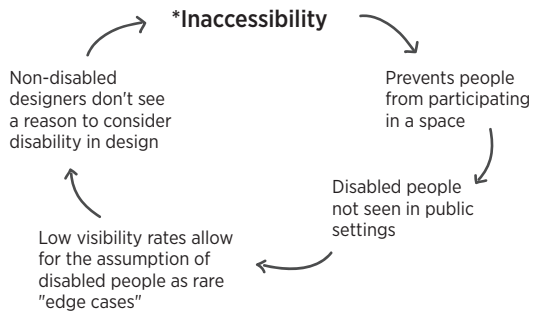 *Inaccessibility
Prevents people
from participating
in a space
Disabled people
not seen in public
settings
Low visibility rates allow
for the assumption of
disabled people as rare
"edge cases"
Non-disabled
designers don't see
a reason to consider
disability in design